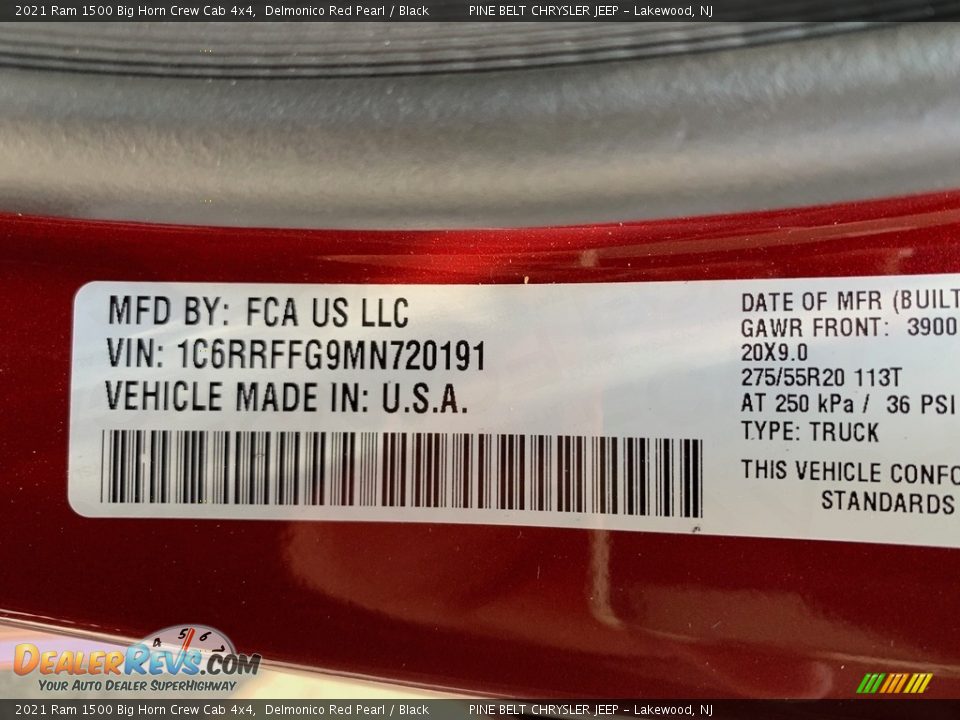 2021 Ram 1500 Big Horn Crew Cab 4x4, Delmonico Red Pearl / Black PINE BELT CHRYSLER JEEP - Lakewood, NJ
MFD BY: FCA US LLC
VIN: 1C6RRFFG9MN720191
VEHICLE MADE IN: U.S.A.
DATE OF MFR (BUILT
GAWR FRONT: 3900
20X9.0
275/55R20 113T
AT 250 kPa / 36 PSI
TYPE: TRUCK
THIS VEHICLE CONFO
STANDARDS
4 5 6
DEALERREVS.COM
YOUR AUTO DEALER SUPERHIGHWAY
2021 Ram 1500 Big Horn Crew Cab 4x4, Delmonico Red Pearl / Black PINE BELT CHRYSLER JEEP - Lakewood, NJ